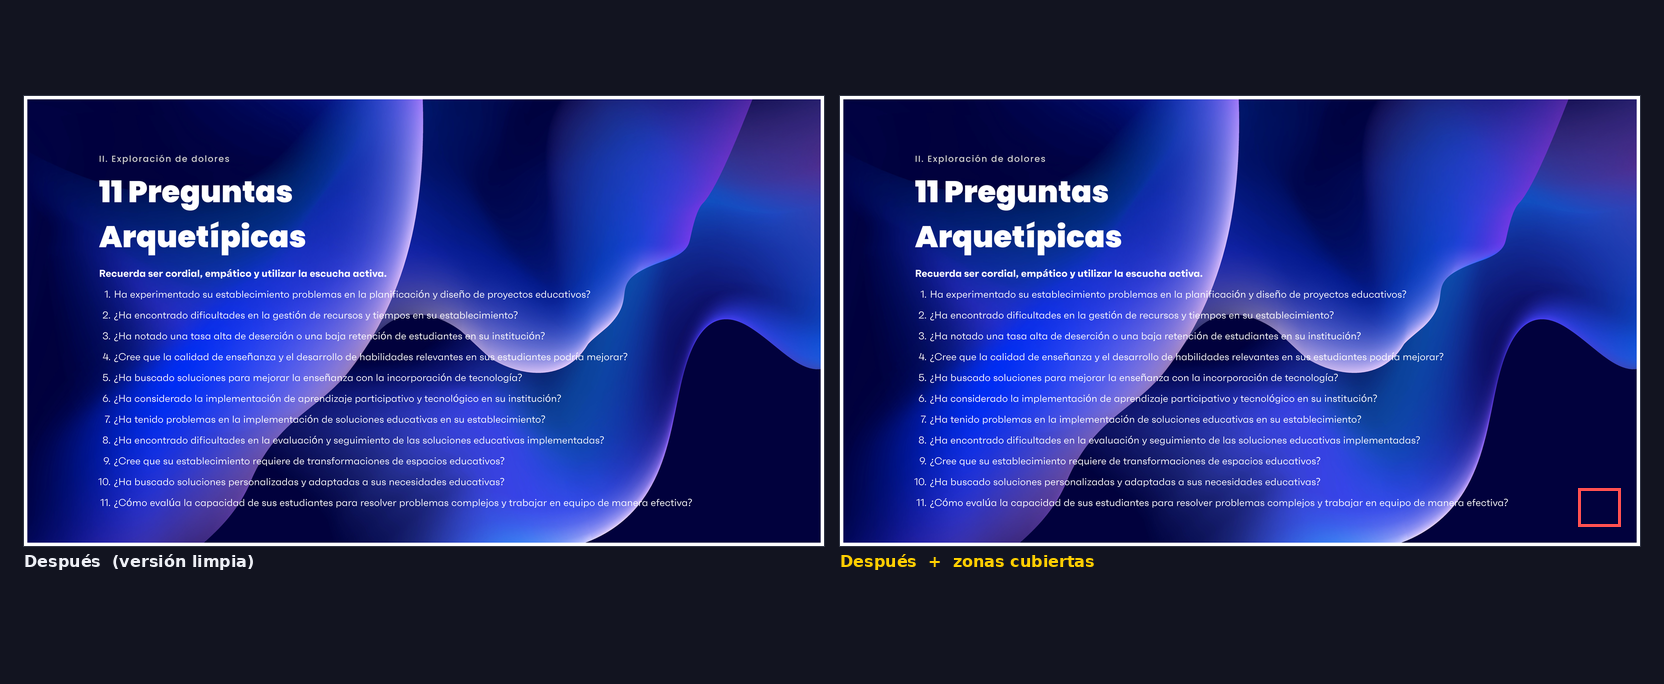 II. Exploración de dolores
11 Preguntas
Arquetípicas
Recuerda ser cordial, empático y utilizar la escucha activa.
1. Ha experimentado su establecimiento problemas en la planificación y diseño de proyectos educativos?
2. ¿Ha encontrado dificultades en la gestión de recursos y tiempos en su establecimiento?
3. ¿Ha notado una tasa alta de deserción o una baja retención de estudiantes en su institución?
4. ¿Cree que la calidad de enseñanza y el desarrollo de habilidades relevantes en sus estudiantes podría mejorar?
5. ¿Ha buscado soluciones para mejorar la enseñanza con la incorporación de tecnología?
6. ¿Ha considerado la implementación de aprendizaje participativo y tecnológico en su institución?
7. ¿Ha tenido problemas en la implementación de soluciones educativas en su establecimiento?
8. ¿Ha encontrado dificultades en la evaluación y seguimiento de las soluciones educativas implementadas?
9. ¿Cree que su establecimiento requiere de transformaciones de espacios educativos?
10. ¿Ha buscado soluciones personalizadas y adaptadas a sus necesidades educativas?
11. ¿Cómo evalúa la capacidad de sus estudiantes para resolver problemas complejos y trabajar en equipo de manera efectiva?
Después (versión limpia)
II. Exploración de dolores
11 Preguntas
Arquetípicas
Recuerda ser cordial, empático y utilizar la escucha activa.
1. Ha experimentado su establecimiento problemas en la planificación y diseño de proyectos educativos?
2. ¿Ha encontrado dificultades en la gestión de recursos y tiempos en su establecimiento?
3. ¿Ha notado una tasa alta de deserción o una baja retención de estudiantes en su institución?
4. ¿Cree que la calidad de enseñanza y el desarrollo de habilidades relevantes en sus estudiantes podría mejorar?
5. ¿Ha buscado soluciones para mejorar la enseñanza con la incorporación de tecnología?
6. ¿Ha considerado la implementación de aprendizaje participativo y tecnológico en su institución?
7. ¿Ha tenido problemas en la implementación de soluciones educativas en su establecimiento?
8. ¿Ha encontrado dificultades en la evaluación y seguimiento de las soluciones educativas implementadas?
9. ¿Cree que su establecimiento requiere de transformaciones de espacios educativos?
10. ¿Ha buscado soluciones personalizadas y adaptadas a sus necesidades educativas?
11. ¿Cómo evalúa la capacidad de sus estudiantes para resolver problemas complejos y trabajar en equipo de manera efectiva?
Después + zonas cubiertas